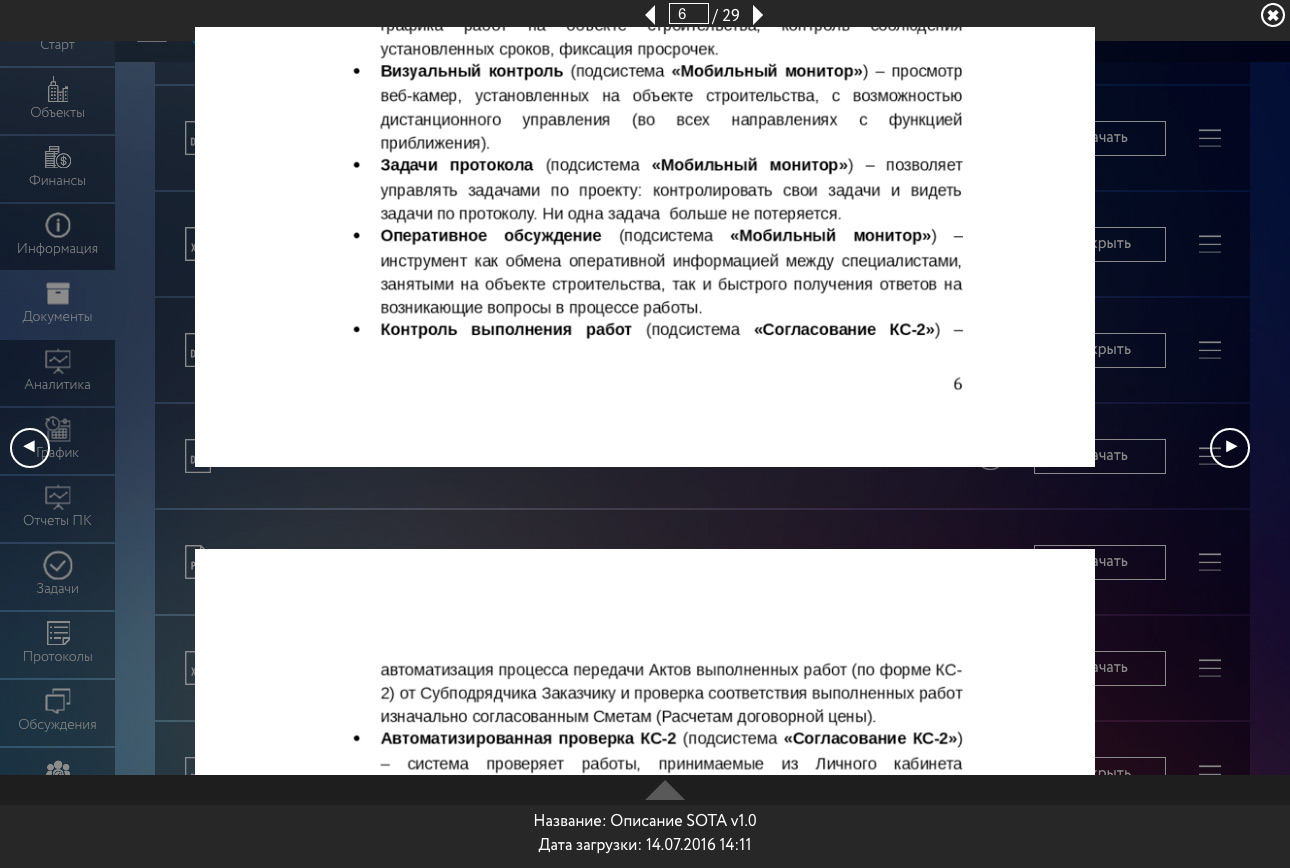 6 / 29
Старт
Объекты
Финансы
Информация
Документы
Аналитика
График
Отчеты ПК
Задачи
Протоколы
Обсуждения
графика работ на объекте строительства, контроль соблюдения
установленных сроков, фиксация просрочек.
• Визуальный контроль (подсистема «Мобильный монитор») – просмотр
веб-камер, установленных на объекте строительства, с возможностью
дистанционного управления (во всех направлениях с функцией
приближения).
• Задачи протокола (подсистема «Мобильный монитор») – позволяет
управлять задачами по проекту: контролировать свои задачи и видеть
задачи по протоколу. Ни одна задача больше не потеряется.
• Оперативное обсуждение (подсистема «Мобильный монитор») –
инструмент как обмена оперативной информацией между специалистами,
занятыми на объекте строительства, так и быстрого получения ответов на
возникающие вопросы в процессе работы.
• Контроль выполнения работ (подсистема «Согласование КС-2») –
6
автоматизация процесса передачи Актов выполненных работ (по форме КС-
2) от Субподрядчика Заказчику и проверка соответствия выполненных работ
изначально согласованным Сметам (Расчетам договорной цены).
• Автоматизированная проверка КС-2 (подсистема «Согласование КС-2»)
– система проверяет работы, принимаемые из Личного кабинета
ачать
крыть
крыть
ачать
ачать
ачать
крыть
Название: Описание SOTA v1.0
Дата загрузки: 14.07.2016 14:11